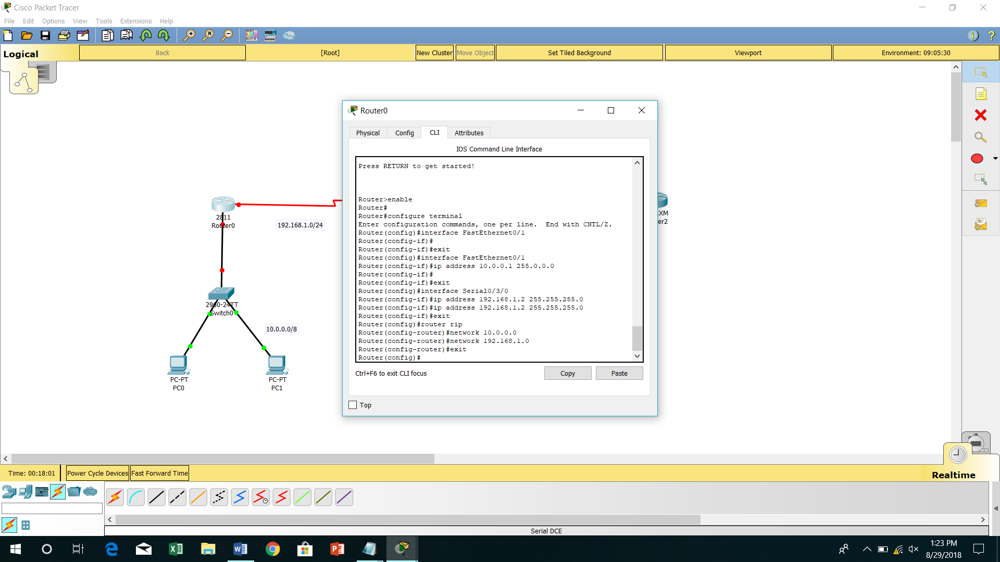 Cisco Packet Tracer
File Edit Options View Tools Extensions Help
Logical
Back
[Root]
New Cluster
Move Object
Set Tiled Background
Viewport
Environment: 09:05:30
2811
Router0
192.168.1.0/24
2960-24TT
Switch0
10.0.0.0/8
PC-PT
PC0
PC-PT
PC1
Router0
Physical Config CLI Attributes
IOS Command Line Interface
Press RETURN to get started!
Router>enable
Router#
Router#configure terminal
Enter configuration commands, one per line.  End with CNTL/Z.
Router(config)#interface FastEthernet0/1
Router(config-if)#
Router(config-if)#exit
Router(config)#interface FastEthernet0/1
Router(config-if)#ip address 10.0.0.1 255.0.0.0
Router(config-if)#
Router(config-if)#exit
Router(config)#interface Serial0/3/0
Router(config-if)#ip address 192.168.1.2 255.255.255.0
Router(config-if)#ip address 192.168.1.2 255.255.255.0
Router(config-if)#exit
Router(config)#router rip
Router(config-router)#network 10.0.0.0
Router(config-router)#network 192.168.1.0
Router(config-router)#exit
Router(config)#
Ctrl+F6 to exit CLI focus
Copy
Paste
Top
XM
er2
Time: 00:18:01
Power Cycle Devices
Fast Forward Time
Realtime
Serial DCE
1:23 PM
8/29/2018